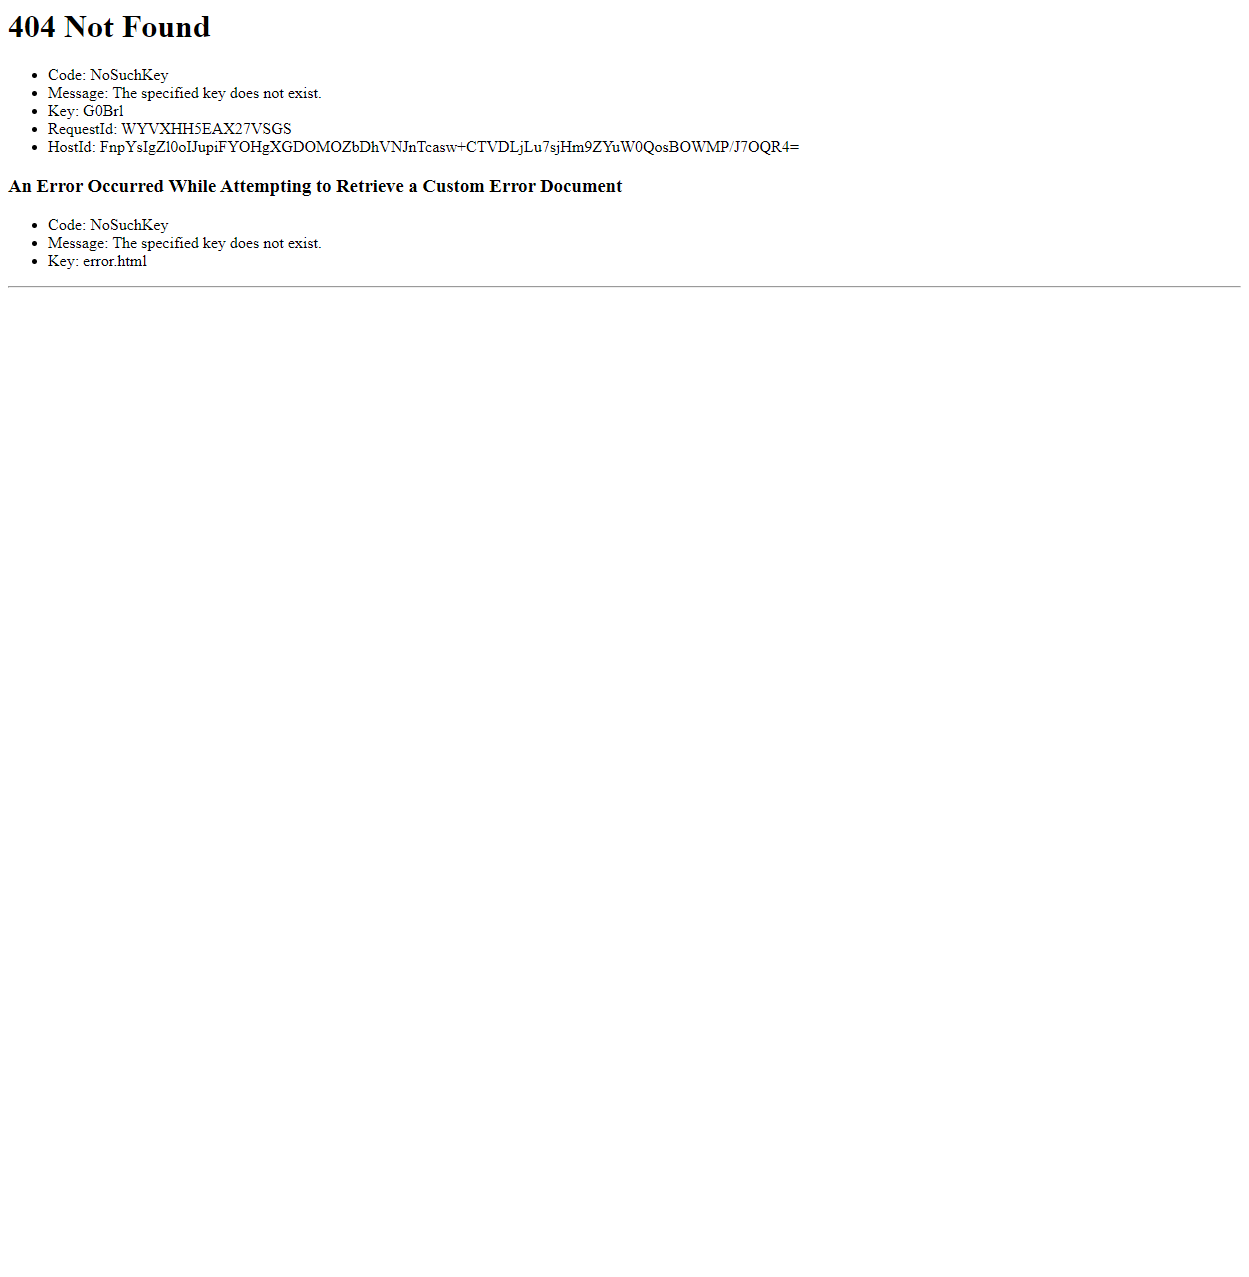 404 Not Found
Code: NoSuchKey
Message: The specified key does not exist.
Key: G0Brl
RequestId: WYVXHH5EAX27VSGS
HostId: FnpYsIgZl0oIJupiFYOHgXGDOMOZbDhVNJnTcasw+CTVDLjLu7sjHm9ZYuW0QosBOWMP/J7OQR4=
An Error Occurred While Attempting to Retrieve a Custom Error Document
Code: NoSuchKey
Message: The specified key does not exist.
Key: error.html